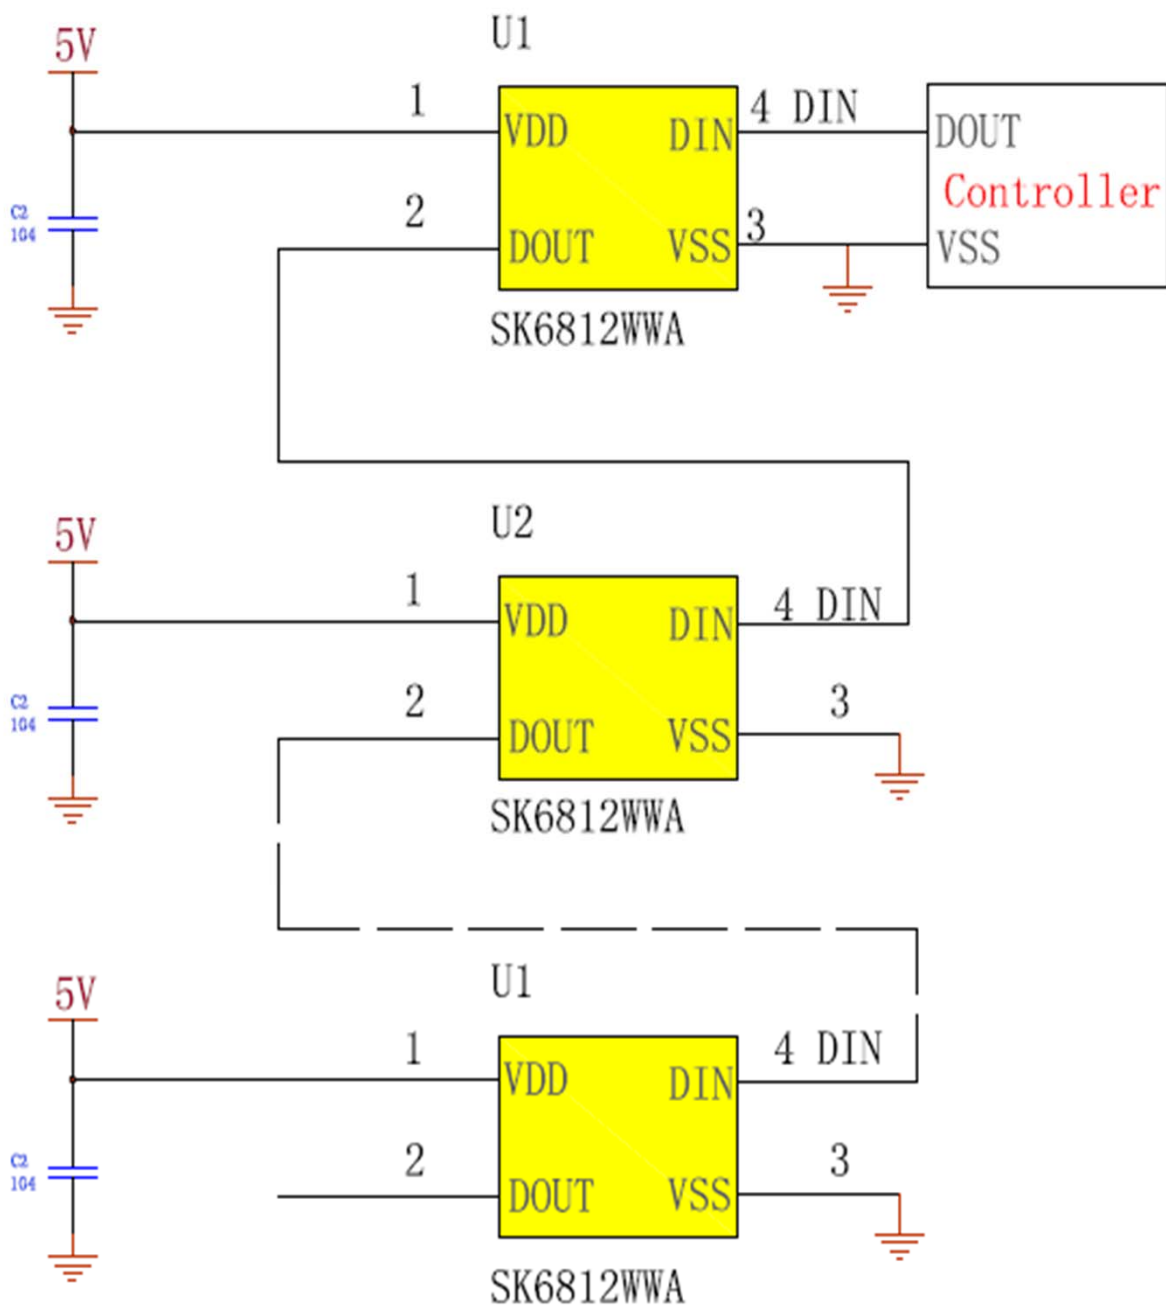 U1
5V
1
4 DIN
VDD
DIN
DOUT
Controller
C2
104
2
3
DOUT
VSS
VSS
SK6812WWA
U2
5V
1
4 DIN
VDD
DIN
C2
104
2
3
DOUT
VSS
SK6812WWA
U1
5V
1
4 DIN
VDD
DIN
C2
104
2
3
DOUT
VSS
SK6812WWA